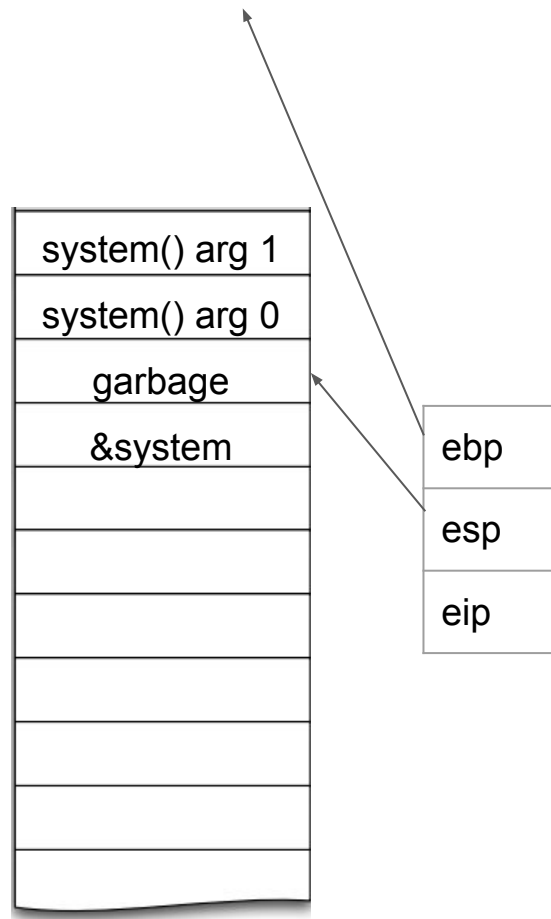 system() arg 1
system() arg 0
garbage
&system
ebp
esp
eip